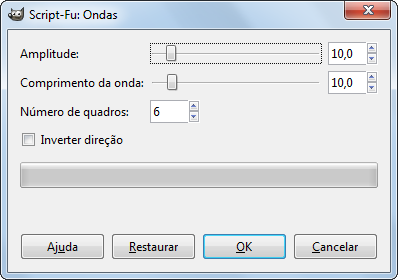 Script-Fu: Ondas
Amplitude: 10,0
Comprimento da onda: 10,0
Número de quadros: 6
Inverter direção
Ajuda Restaurar OK Cancelar